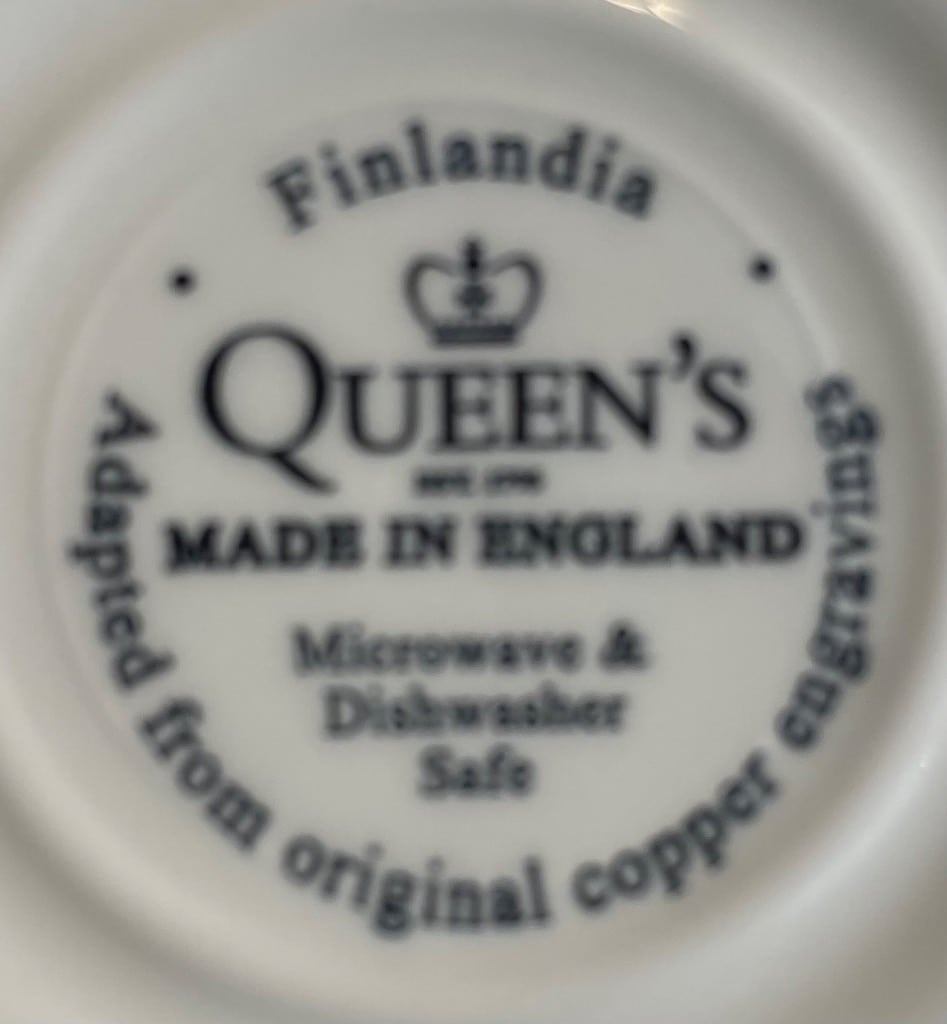 Finlandia
QUEEN'S
MADE IN ENGLAND
Microwave &
Dishwasher
Safe
Adapted from original copper engravings